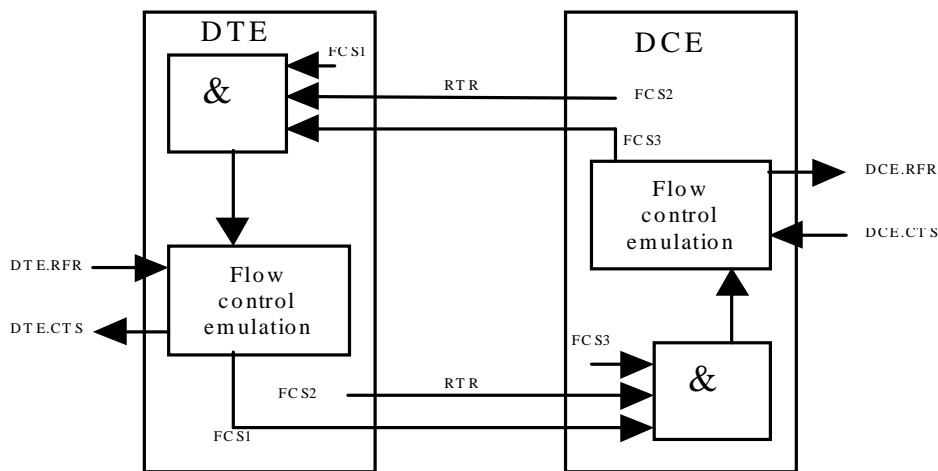 DTE
DCE
FCS1
&
RTR
FCS2
FCS3
DCE.RFR
Flow
control
emulation
DCE.CTS
DTE.RFR
Flow
control
emulation
DTE.CTS
FCS3
&
FCS2
RTR
FCS1